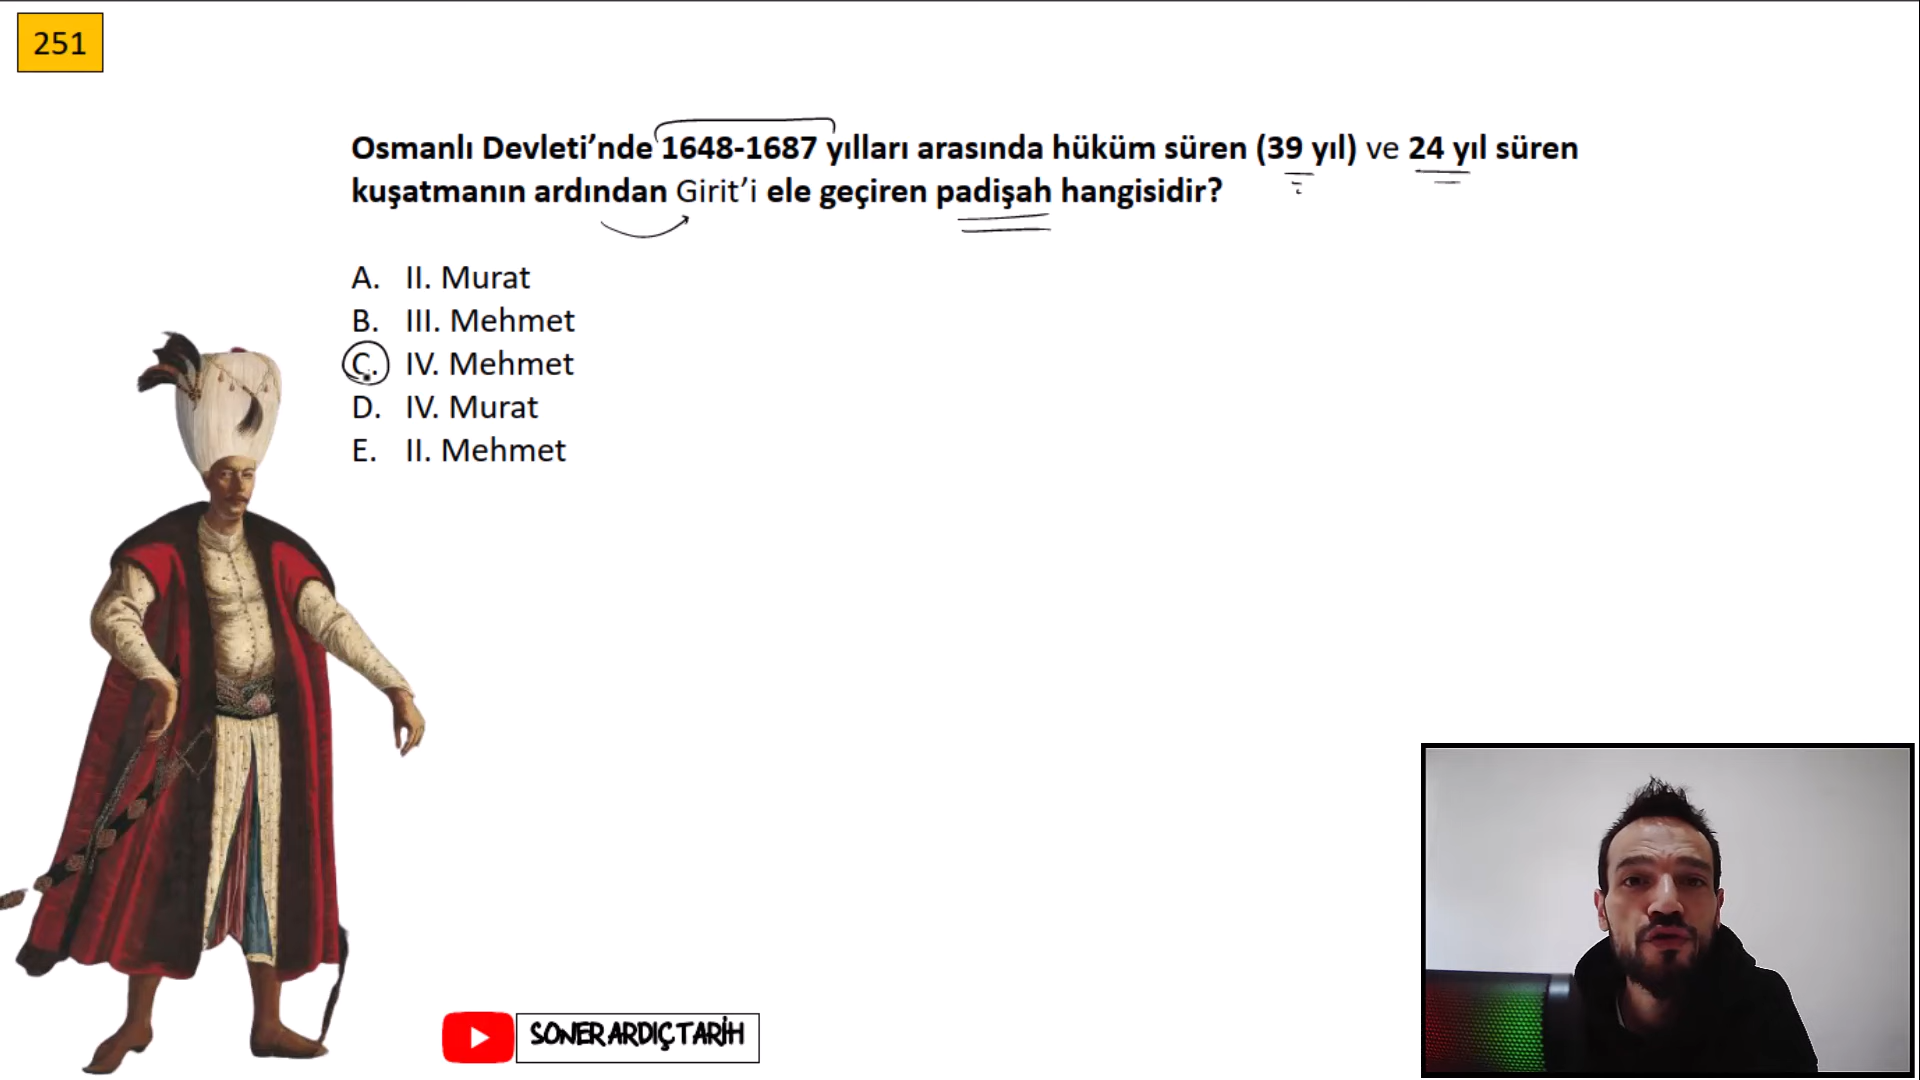 251
Osmanlı Devleti’nde 1648-1687 yılları arasında hüküm süren (39 yıl) ve 24 yıl süren
kuşatmanın ardından Girit’i ele geçiren padişah hangisidir?
A. II. Murat
B. III. Mehmet
C. IV. Mehmet
D. IV. Murat
E. II. Mehmet
SONER ARDIÇ TARİH